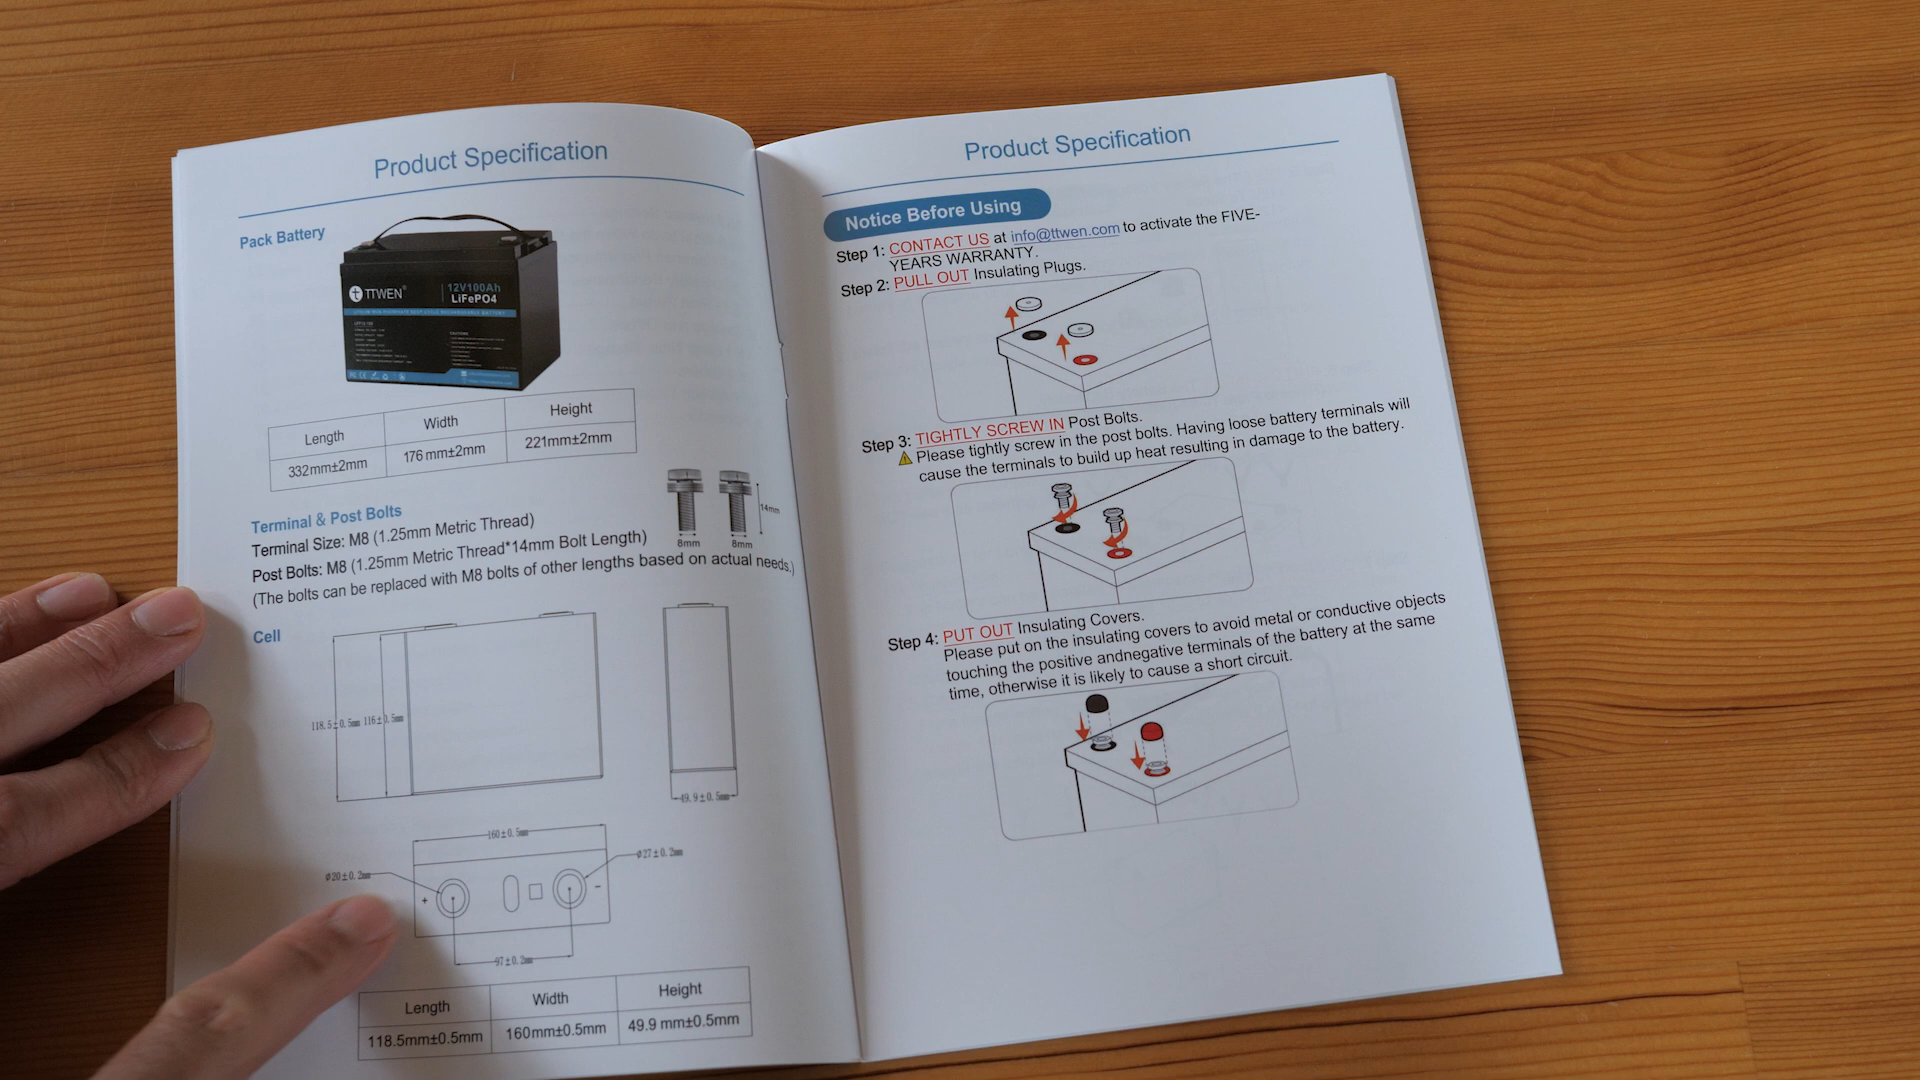 Product Specification
Pack Battery
TTWEN®
12V100Ah
LiFePO4
Length Width Height
332mm±2mm 176mm±2mm 221mm±2mm
Terminal & Post Bolts
Terminal Size: M8 (1.25mm Metric Thread)
Post Bolts: M8 (1.25mm Metric Thread*14mm Bolt Length)
(The bolts can be replaced with M8 bolts of other lengths based on actual needs.)
14mm
8mm 8mm
Cell
118.5±0.5mm 116±0.5mm
49.9±0.5mm
160±0.5mm
φ20±0.2mm
φ27±0.2mm
+ -
97±0.2mm
Length Width Height
118.5mm±0.5mm 160mm±0.5mm 49.9 mm±0.5mm
Product Specification
Notice Before Using
Step 1: CONTACT US at info@ttwen.com to activate the FIVE-
YEARS WARRANTY.
Step 2: PULL OUT Insulating Plugs.
Step 3: TIGHTLY SCREW IN Post Bolts.
Please tightly screw in the post bolts. Having loose battery terminals will
cause the terminals to build up heat resulting in damage to the battery.
Step 4: PUT OUT Insulating Covers.
Please put on the insulating covers to avoid metal or conductive objects
touching the positive andnegative terminals of the battery at the same
time, otherwise it is likely to cause a short circuit.